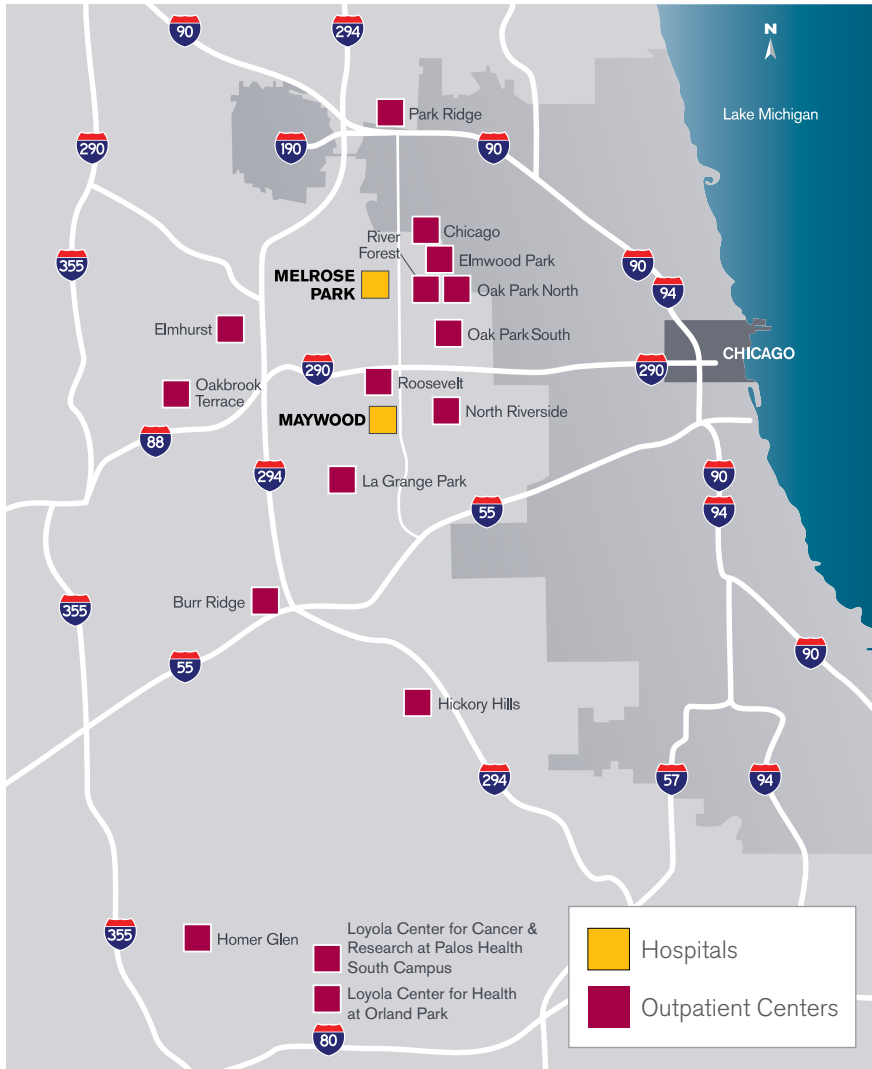 90
294
N
Lake Michigan
Park Ridge
290
190
90
Chicago
River
Forest
Elmwood Park
355
90
MELROSE
PARK
Oak Park North
94
Elmhurst
Oak Park South
CHICAGO
290
290
Oakbrook
Terrace
Roosevelt
MAYWOOD
North Riverside
88
294
La Grange Park
90
55
94
Burr Ridge
355
90
55
Hickory Hills
294
57
94
355
Homer Glen
Loyola Center for Cancer &
Research at Palos Health
South Campus
Loyola Center for Health
at Orland Park
80
Hospitals
Outpatient Centers